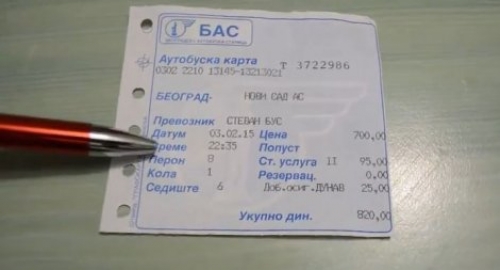 БАС
Аутобуска карта Т 3722986
0302 2210 13145-13213021
БЕОГРАД- НОВИ САД АС
Превозник СТЕВАН БУС
Датум 03.02.15 Цена 700,00
Време 22:35 Попуст
Перон 8 Ст. услуга II 95,00
Кола 1 Резервац. 0.00
Седиште 6 Доб.осиг.ДУНАВ 25,00
Укупно дин. 820,00